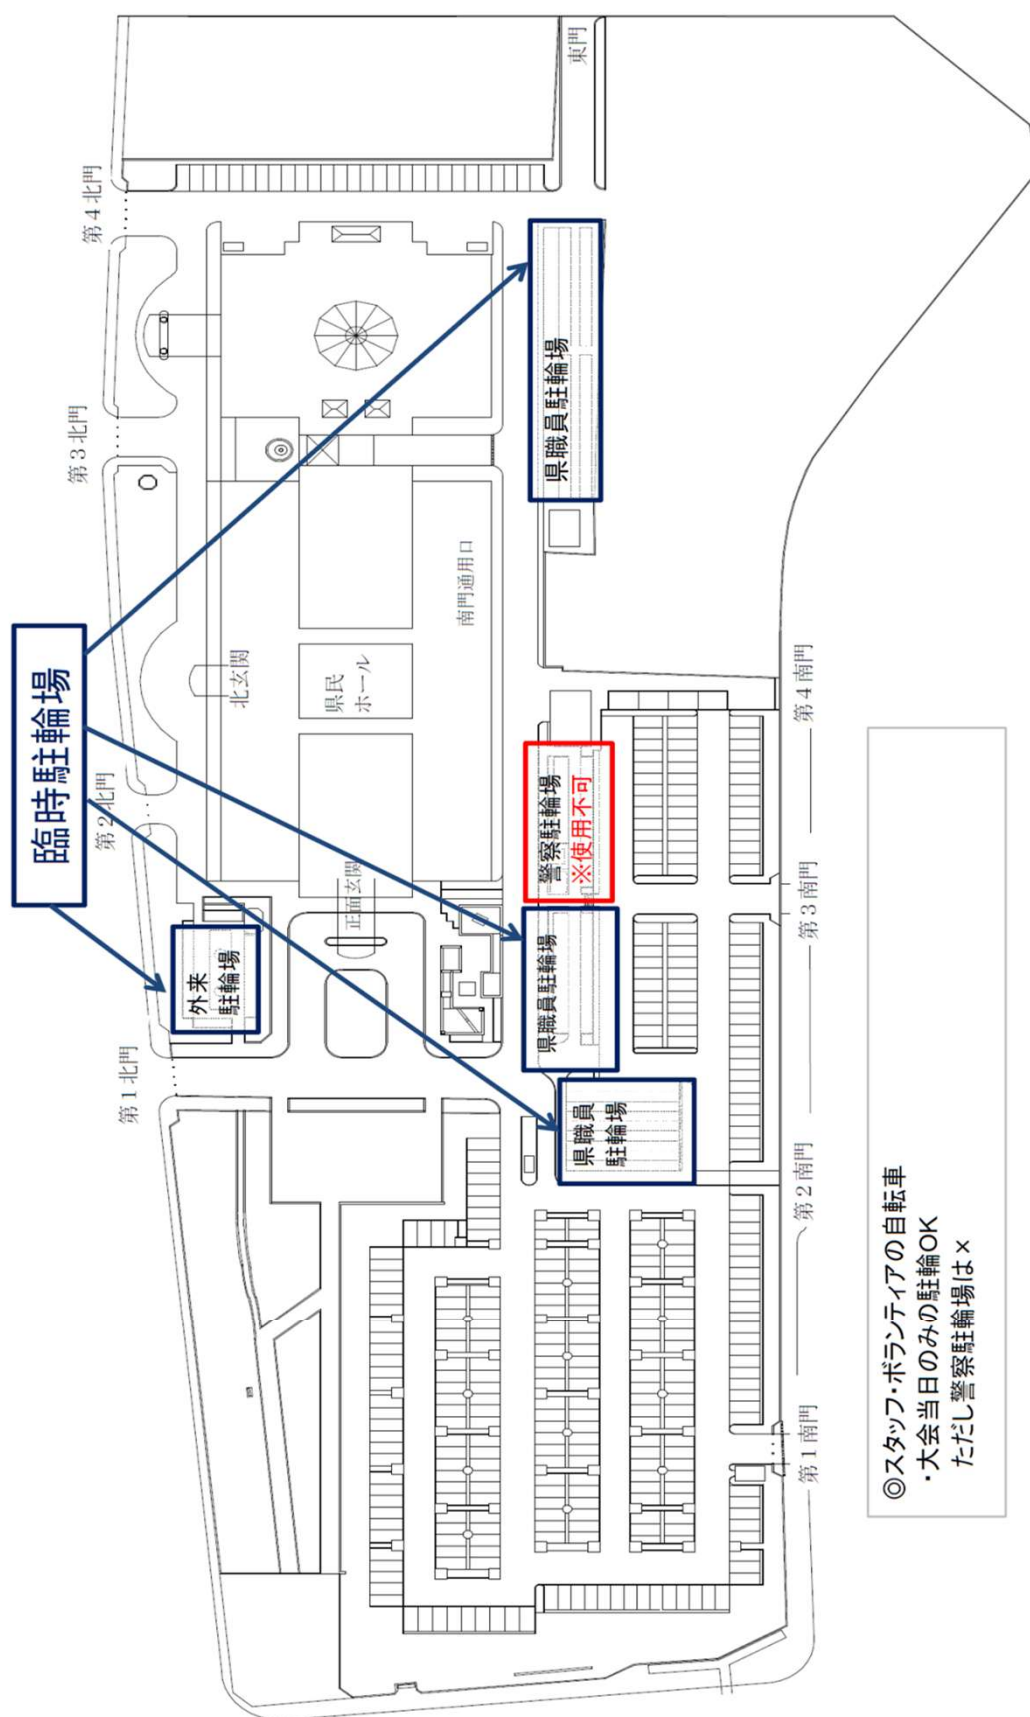 臨時駐輪場
第1北門
第2北門
第3北門
第4北門
東門
外来
駐輪場
正面玄関
北玄関
県民
ホール
南門通用口
県職員
駐輪場
県職員駐輪場
警察駐輪場
※使用不可
県職員駐輪場
第1南門
第2南門
第3南門
第4南門
◎スタッフ・ボランティアの自転車
・大会当日のみの駐輪OK
ただし警察駐輪場は×